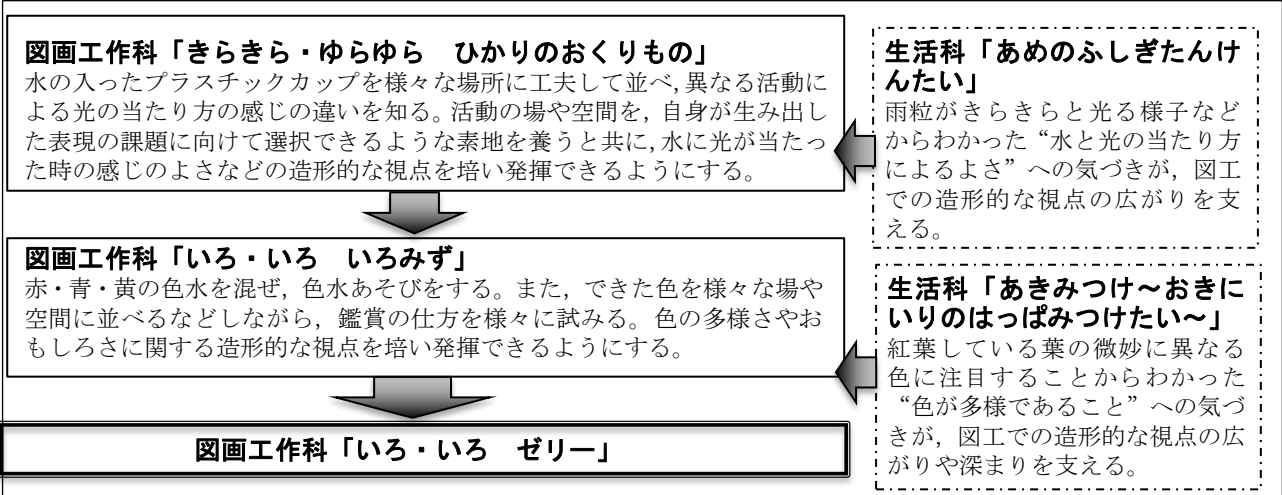 図画工作科「きらきら・ゆらゆら　ひかりのおくりもの」
水の入ったプラスチックカップを様々な場所に工夫して並べ,異なる活動に
よる光の当たり方の感じの違いを知る。活動の場や空間を,自身が生み出し
た表現の課題に向けて選択できるような素地を養うと共に,水に光が当たっ
た時の感じのよさなどの造形的な視点を培い発揮できるようにする。
生活科「あめのふしぎたんけ
んたい」
雨粒がきらきらと光る様子など
からわかった“水と光の当たり方
によるよさ”への気づきが，図工
での造形的な視点の広がりを支
える。
図画工作科「いろ・いろ　いろみず」
赤・青・黄の色水を混ぜ，色水あそびをする。また，できた色を様々な場や
空間に並べるなどしながら，鑑賞の仕方を様々に試みる。色の多様さやお
もしろさに関する造形的な視点を培い発揮できるようにする。
生活科「あきみつけ～おきに
いりのはっぱみつけたい～」
紅葉している葉の微妙に異なる
色に注目することからわかった
“色が多様であること”への気づ
きが，図工での造形的な視点の広
がりや深まりを支える。
図画工作科「いろ・いろ　ゼリー」